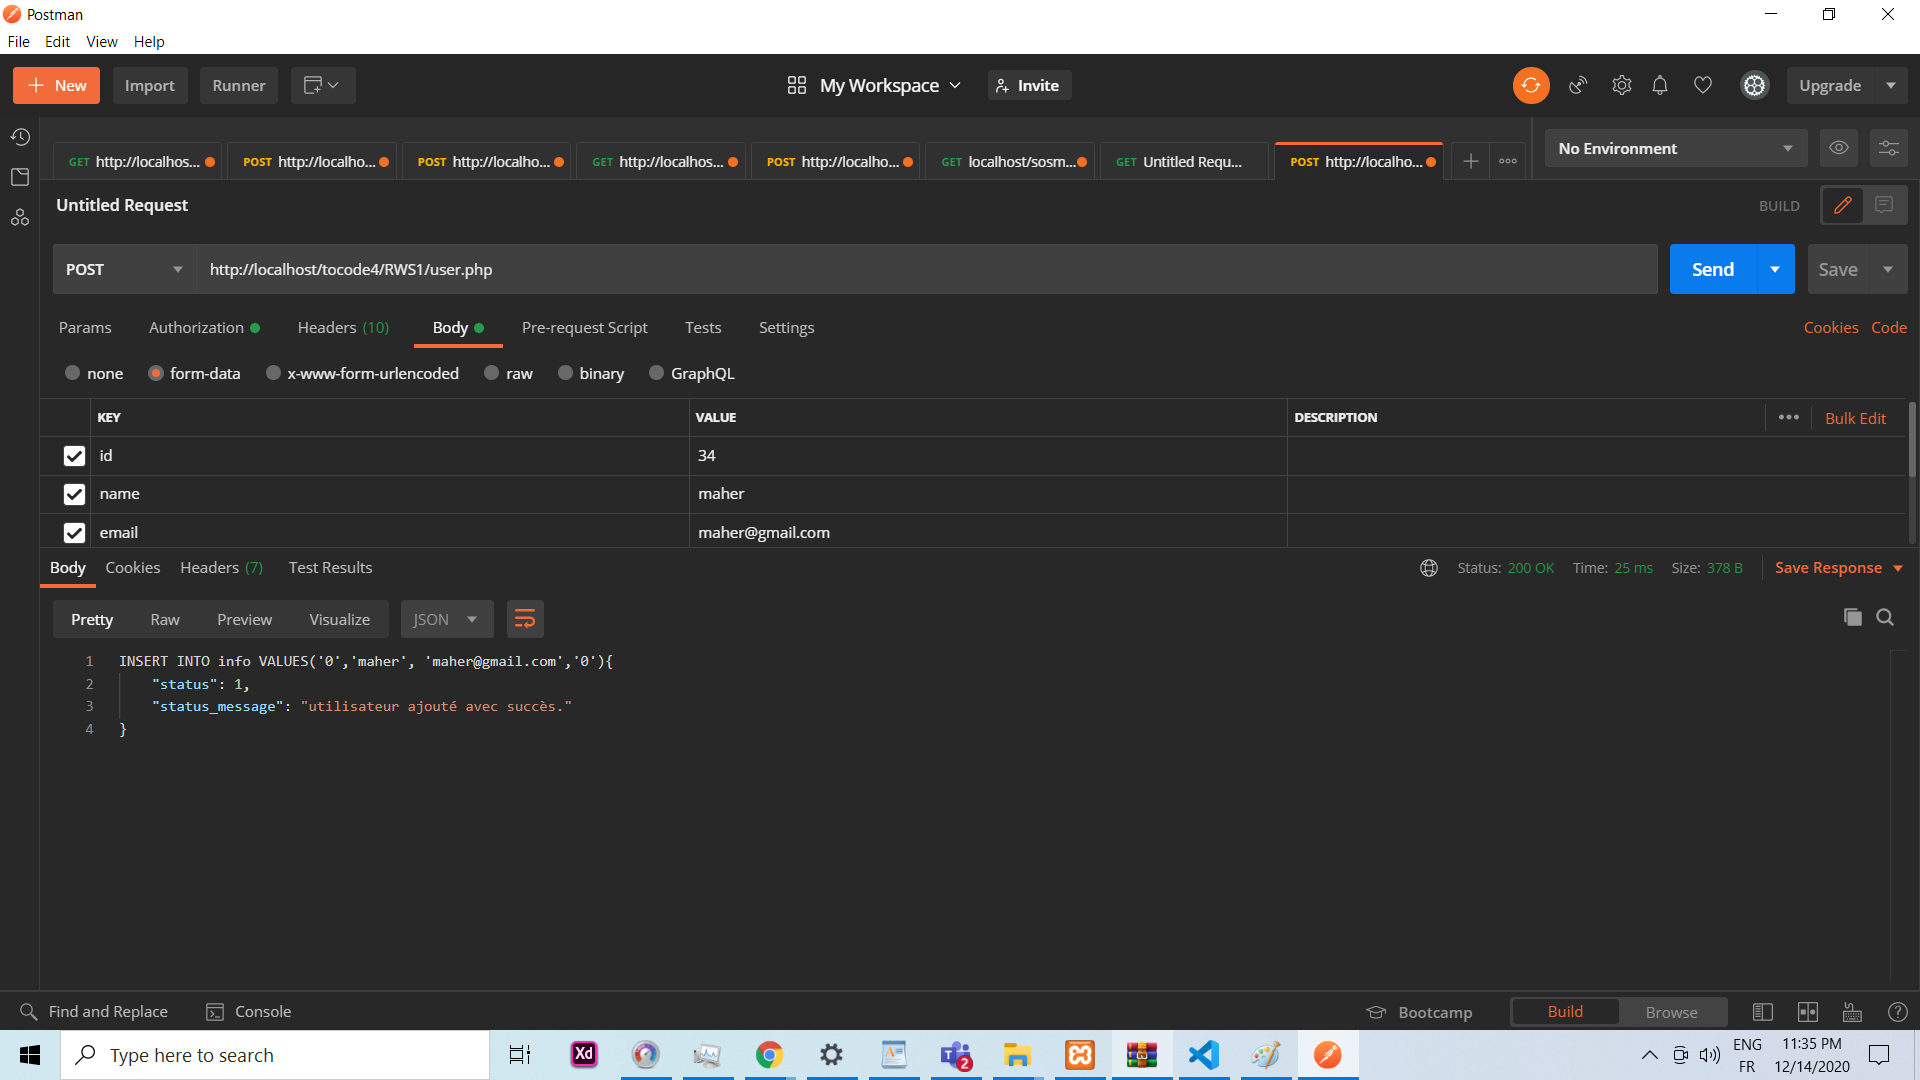 Postman
File Edit View Help
New Import Runner My Workspace Invite Upgrade
GET http://localhos... POST http://localho... POST http://localho... GET http://localhos... POST http://localho... GET localhost/sosm... GET Untitled Requ... POST http://localho... No Environment
Untitled Request BUILD
POST http://localhost/tocode4/RWS1/user.php Send Save
Params Authorization Headers (10) Body Pre-request Script Tests Settings Cookies Code
none form-data x-www-form-urlencoded raw binary GraphQL
KEY VALUE DESCRIPTION Bulk Edit
id 34
name maher
email maher@gmail.com
Body Cookies Headers (7) Test Results Status: 200 OK Time: 25 ms Size: 378 B Save Response
Pretty Raw Preview Visualize JSON
1 INSERT INTO info VALUES('0','maher', 'maher@gmail.com','0'){
2 "status": 1,
3 "status_message": "utilisateur ajouté avec succès."
4 }
Find and Replace Console Bootcamp Build Browse
Type here to search Xd T 2 ENG 11:35 PM
FR 12/14/2020